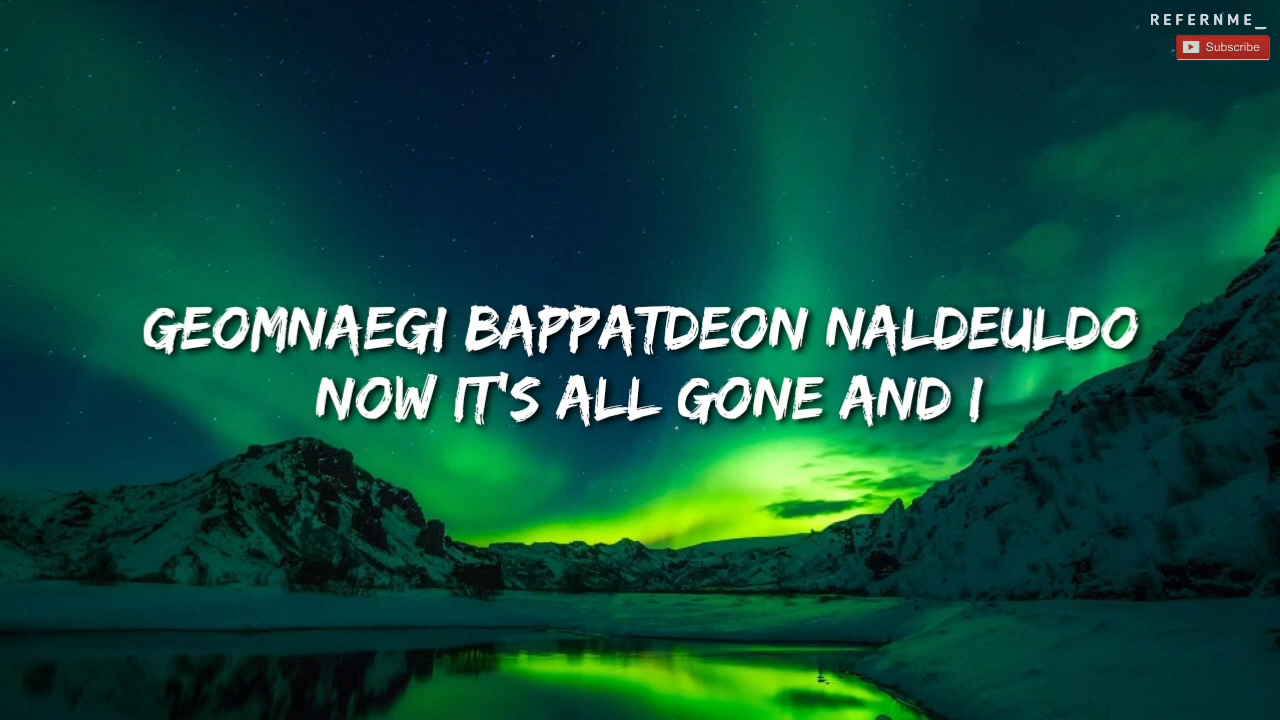 REFERNME_
Subscribe
GEOMNAEGI BAPPATDEON NALDEULDO
NOW IT'S ALL GONE AND I